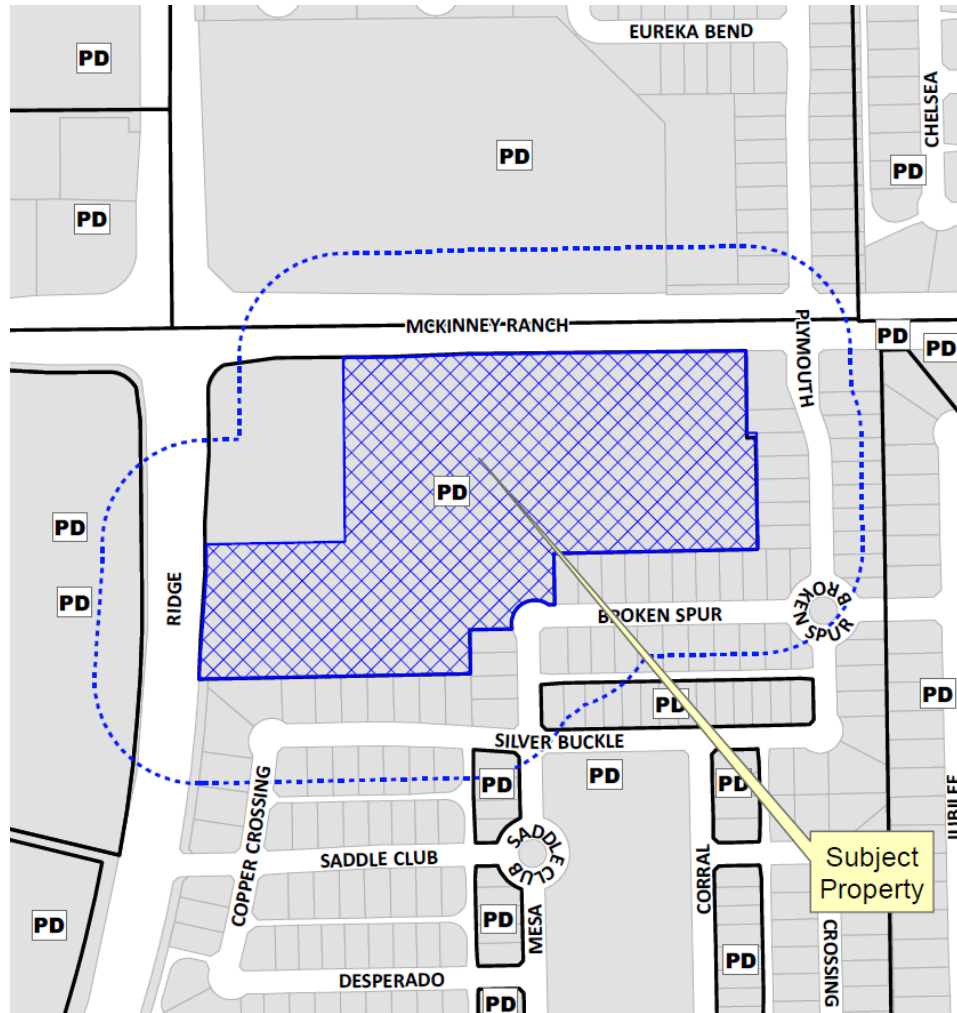 EUREKA BEND
PD
CHELSEA
PD
PD
PD
MCKINNEY RANCH
PLYMOUTH
PD
PD
PD
PD
PD
RIDGE
BROKEN SPUR
BROKEN SPUR
PD
PD
SILVER BUCKLE
PD
PD
PD
JUBILEE
COPPER CROSSING
SADDLE CLUB
SADDLE CLUB
CORRAL
Subject
Property
PD
PD
MESA
CROSSING
PD
DESPERADO
PD